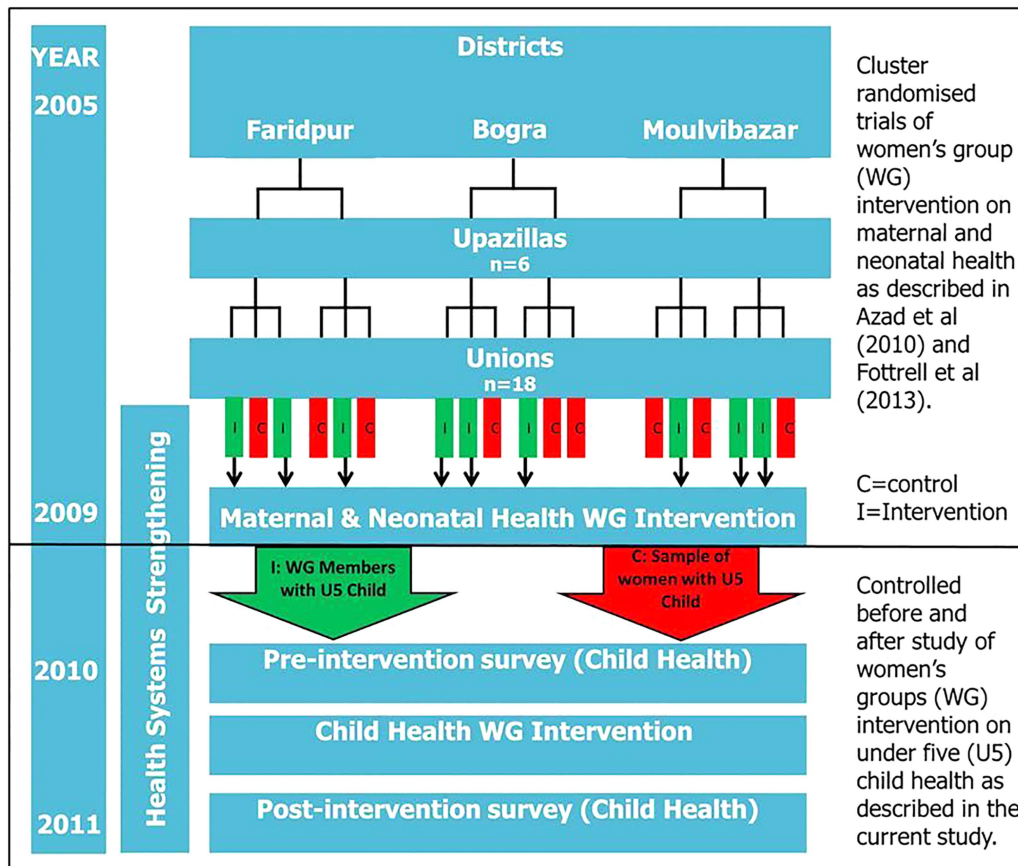 YEAR
2005
Districts
Faridpur Bogra Moulvibazar
Upazillas
n=6
Unions
n=18
I C I C I C I I C I C C C I C I I C
2009
Maternal & Neonatal Health WG Intervention
Health Systems Strengthening
I: WG Members
with U5 Child
C: Sample of
women with U5
Child
2010
Pre-intervention survey (Child Health)
Child Health WG Intervention
2011
Post-intervention survey (Child Health)
Cluster
randomised
trials of
women's group
(WG)
intervention on
maternal and
neonatal health
as described in
Azad et al
(2010) and
Fottrell et al
(2013).
C=control
I=Intervention
Controlled
before and
after study of
women's
groups (WG)
intervention on
under five (U5)
child health as
described in the
current study.